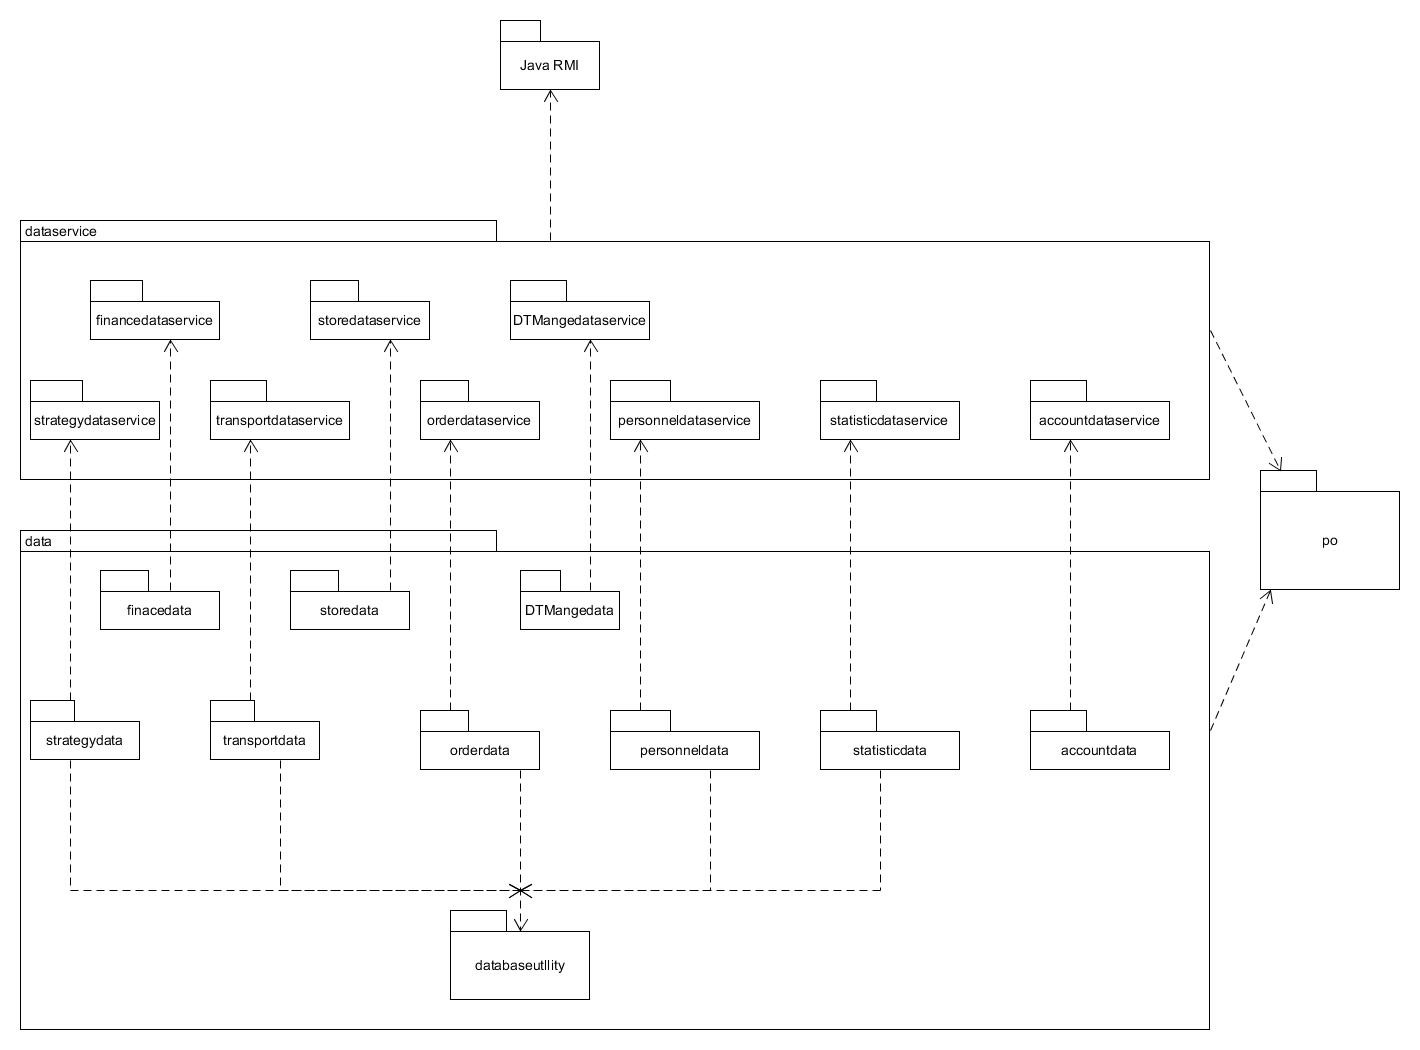 Java RMI
dataservice
financedataservice
storedataservice
DTMangedataservice
strategydataservice
transportdataservice
orderdataservice
personneldataservice
statisticdataservice
accountdataservice
po
data
finacedata
storedata
DTMangedata
strategydata
transportdata
orderdata
personneldata
statisticdata
accountdata
databaseutllity